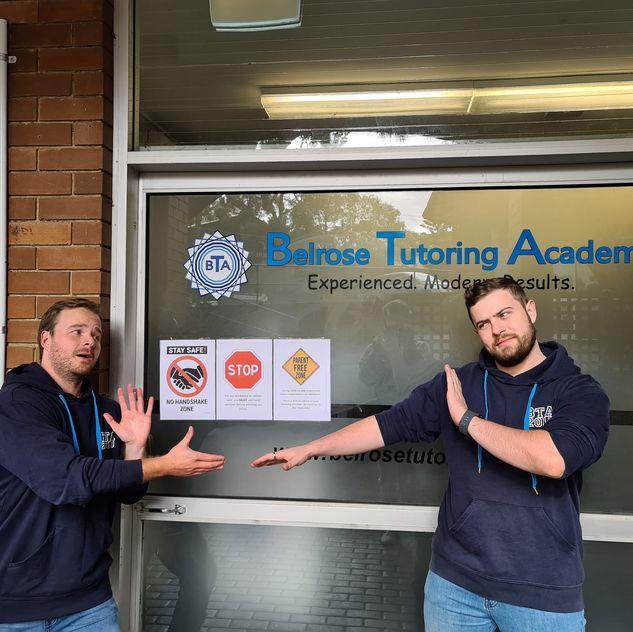 BTA
Belrose Tutoring Academ
Experienced. Modern. Results.
STAY SAFE!
NO HANDSHAKE
ZONE
STOP
PARENT
FREE
ZONE
www.belrosetuto
BTA
BTA